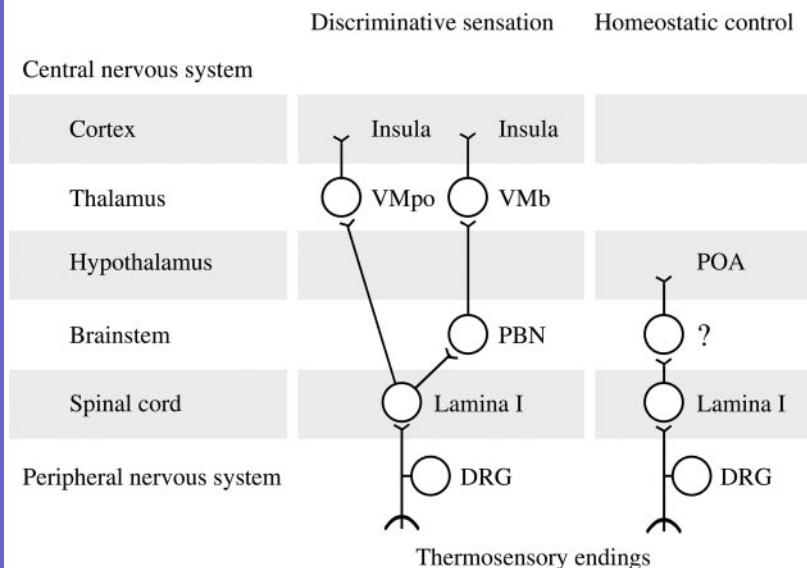 Discriminative sensation Homeostatic control
Central nervous system
Cortex Insula Insula
Thalamus VMpo VMb
Hypothalamus POA
Brainstem PBN ?
Spinal cord Lamina I Lamina I
Peripheral nervous system DRG DRG
Thermosensory endings